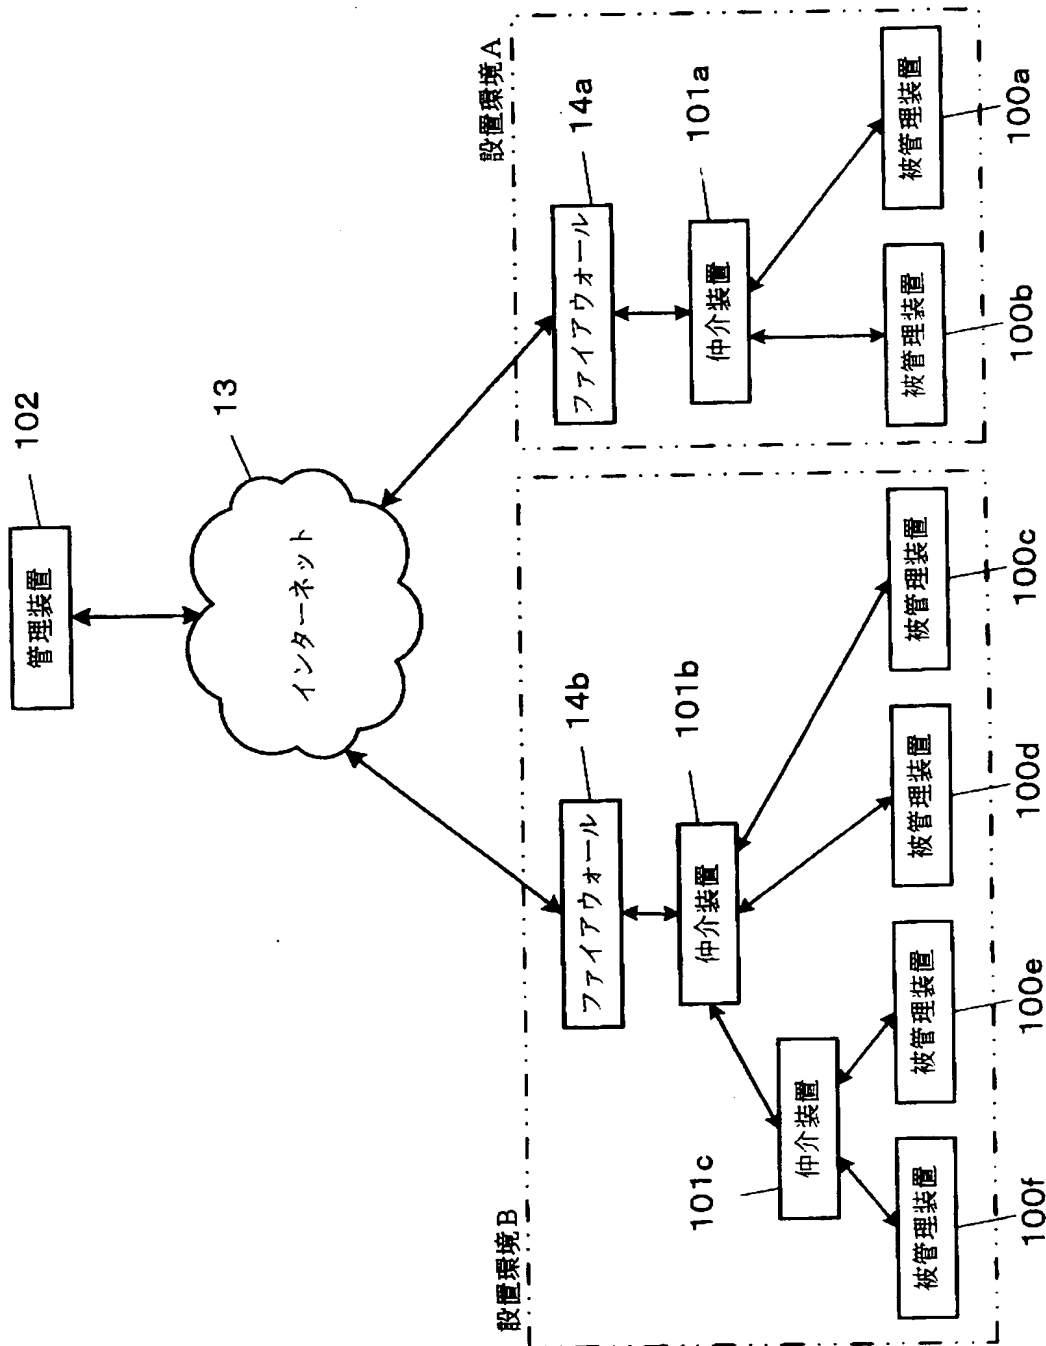 管理装置
102
インターネット
13
設置環境A
ファイアウォール
14a
仲介装置
101a
被管理装置
100a
被管理装置
100b
設置環境B
ファイアウォール
14b
仲介装置
101b
仲介装置
101c
被管理装置
100c
被管理装置
100d
被管理装置
100e
被管理装置
100f